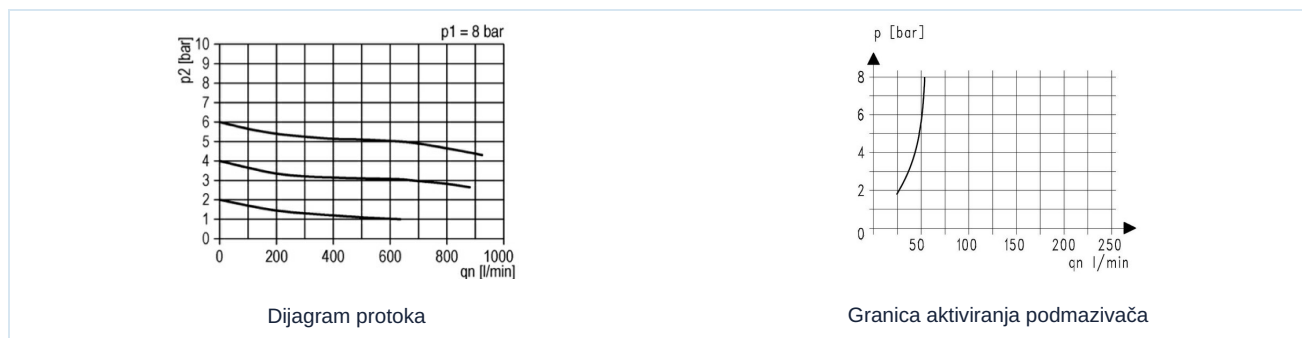 p1 = 8 bar
p2 [bar]
10
9
8
7
6
5
4
3
2
1
0
0 200 400 600 800 1000
qn [l/min]
Dijagram protoka
p [bar]
8
6
4
2
0
50 100 150 200 250
qn l/min
Granica aktiviranja podmazivača